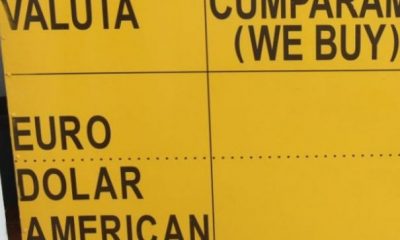 VALUTA
CUMPARAM
(WE BUY)
EURO
DOLAR
AMERICAN